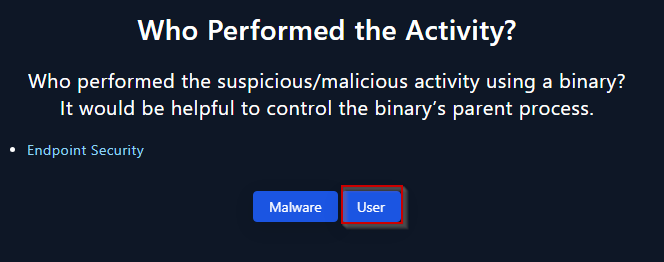 Who Performed the Activity?
Who performed the suspicious/malicious activity using a binary?
It would be helpful to control the binary's parent process.
Endpoint Security
Malware
User